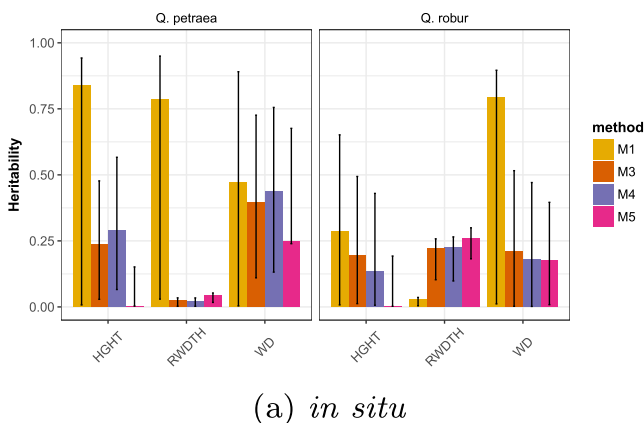 Q. petraea
Q. robur
1.00
0.75
0.50
0.25
0.00
Heritability
HGHT
RWDTH
WD
HGHT
RWDTH
WD
method
M1
M3
M4
M5
(a) in situ